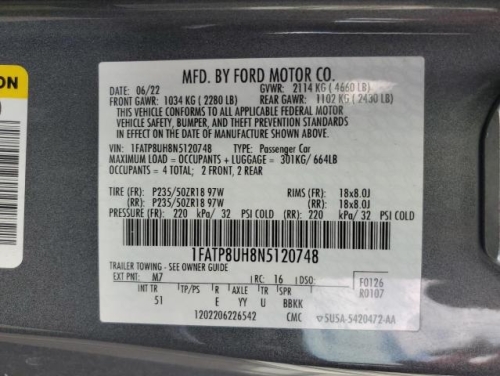 ON
MFD. BY FORD MOTOR CO.
DATE: 06/22 GVWR: 2114 KG (4660 LB)
FRONT GAWR: 1034 KG (2280 LB) REAR GAWR: 1102 KG (2430 LB)
THIS VEHICLE CONFORMS TO ALL APPLICABLE FEDERAL MOTOR
VEHICLE SAFETY, BUMPER, AND THEFT PREVENTION STANDARDS
IN EFFECT ON THE DATE OF MANUFACTURE SHOWN ABOVE.
VIN: 1FATP8UH8N5120748 TYPE: Passenger Car
MAXIMUM LOAD = OCCUPANTS + LUGGAGE = 301KG/ 664LB
OCCUPANTS = 4 TOTAL; 2 FRONT, 2 REAR
TIRE (FR): P235/50ZR18 97W RIMS (FR): 18x8.0J
(RR): P235/50ZR18 97W (RR): 18x8.0J
PRESSURE (FR): 220 kPa/ 32 PSI COLD (RR): 220 kPa/ 32 PSI COLD
1FATP8UH8N5120748
TRAILER TOWING - SEE OWNER GUIDE
EXT PNT: M7 RC: 16 DSO: F0126
INT TR TP/PS R AXLE TR SPR R0107
51 E YY U BBKK
1202206226542 CMC SU5A-5420472-AA